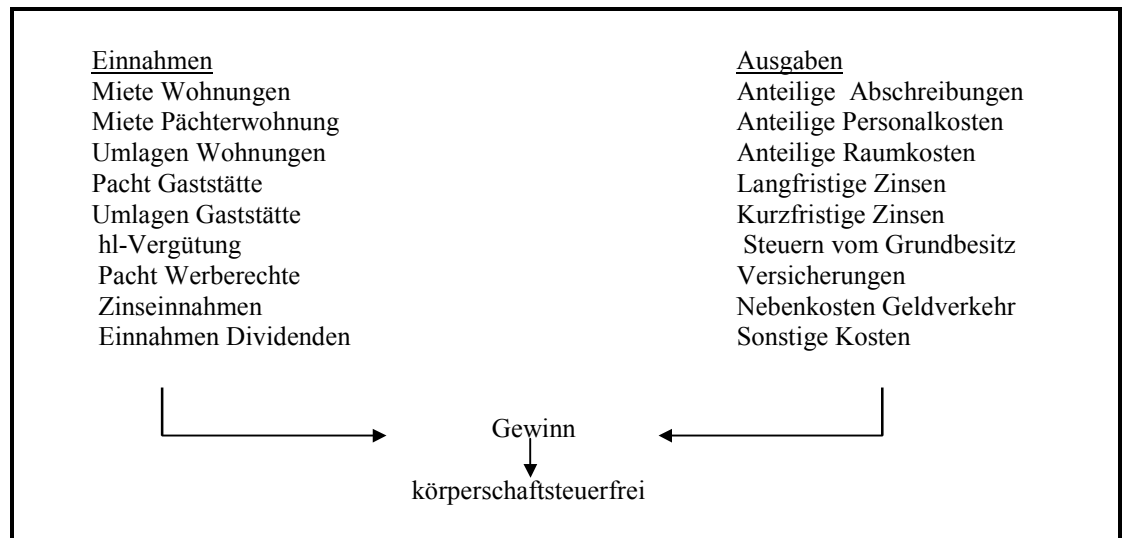 Einnahmen
Miete Wohnungen
Miete Pächterwohnung
Umlagen Wohnungen
Pacht Gaststätte
Umlagen Gaststätte
hl-Vergütung
Pacht Werberechte
Zinseinnahmen
Einnahmen Dividenden
Ausgaben
Anteilige Abschreibungen
Anteilige Personalkosten
Anteilige Raumkosten
Langfristige Zinsen
Kurzfristige Zinsen
Steuern vom Grundbesitz
Versicherungen
Nebenkosten Geldverkehr
Sonstige Kosten
Gewinn
körperschaftsteuerfrei